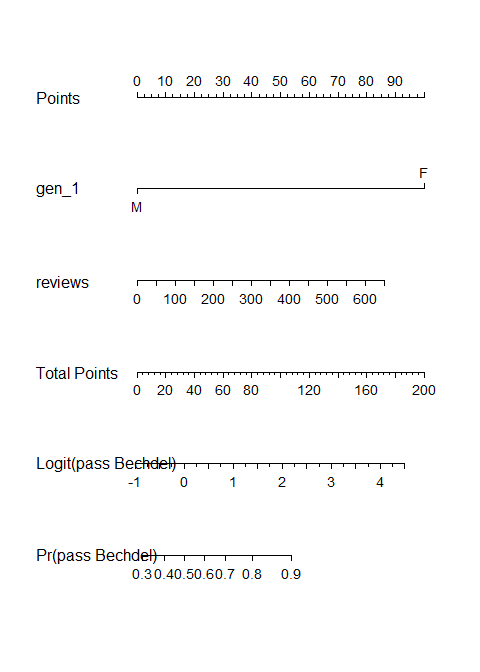 0 10 20 30 40 50 60 70 80 90
Points
F
gen_1
M
reviews
0 100 200 300 400 500 600
Total Points
0 20 40 60 80 120 160 200
Logit(pass Bechdel)
-1 0 1 2 3 4
Pr(pass Bechdel)
0.3 0.4 0.5 0.6 0.7 0.8 0.9